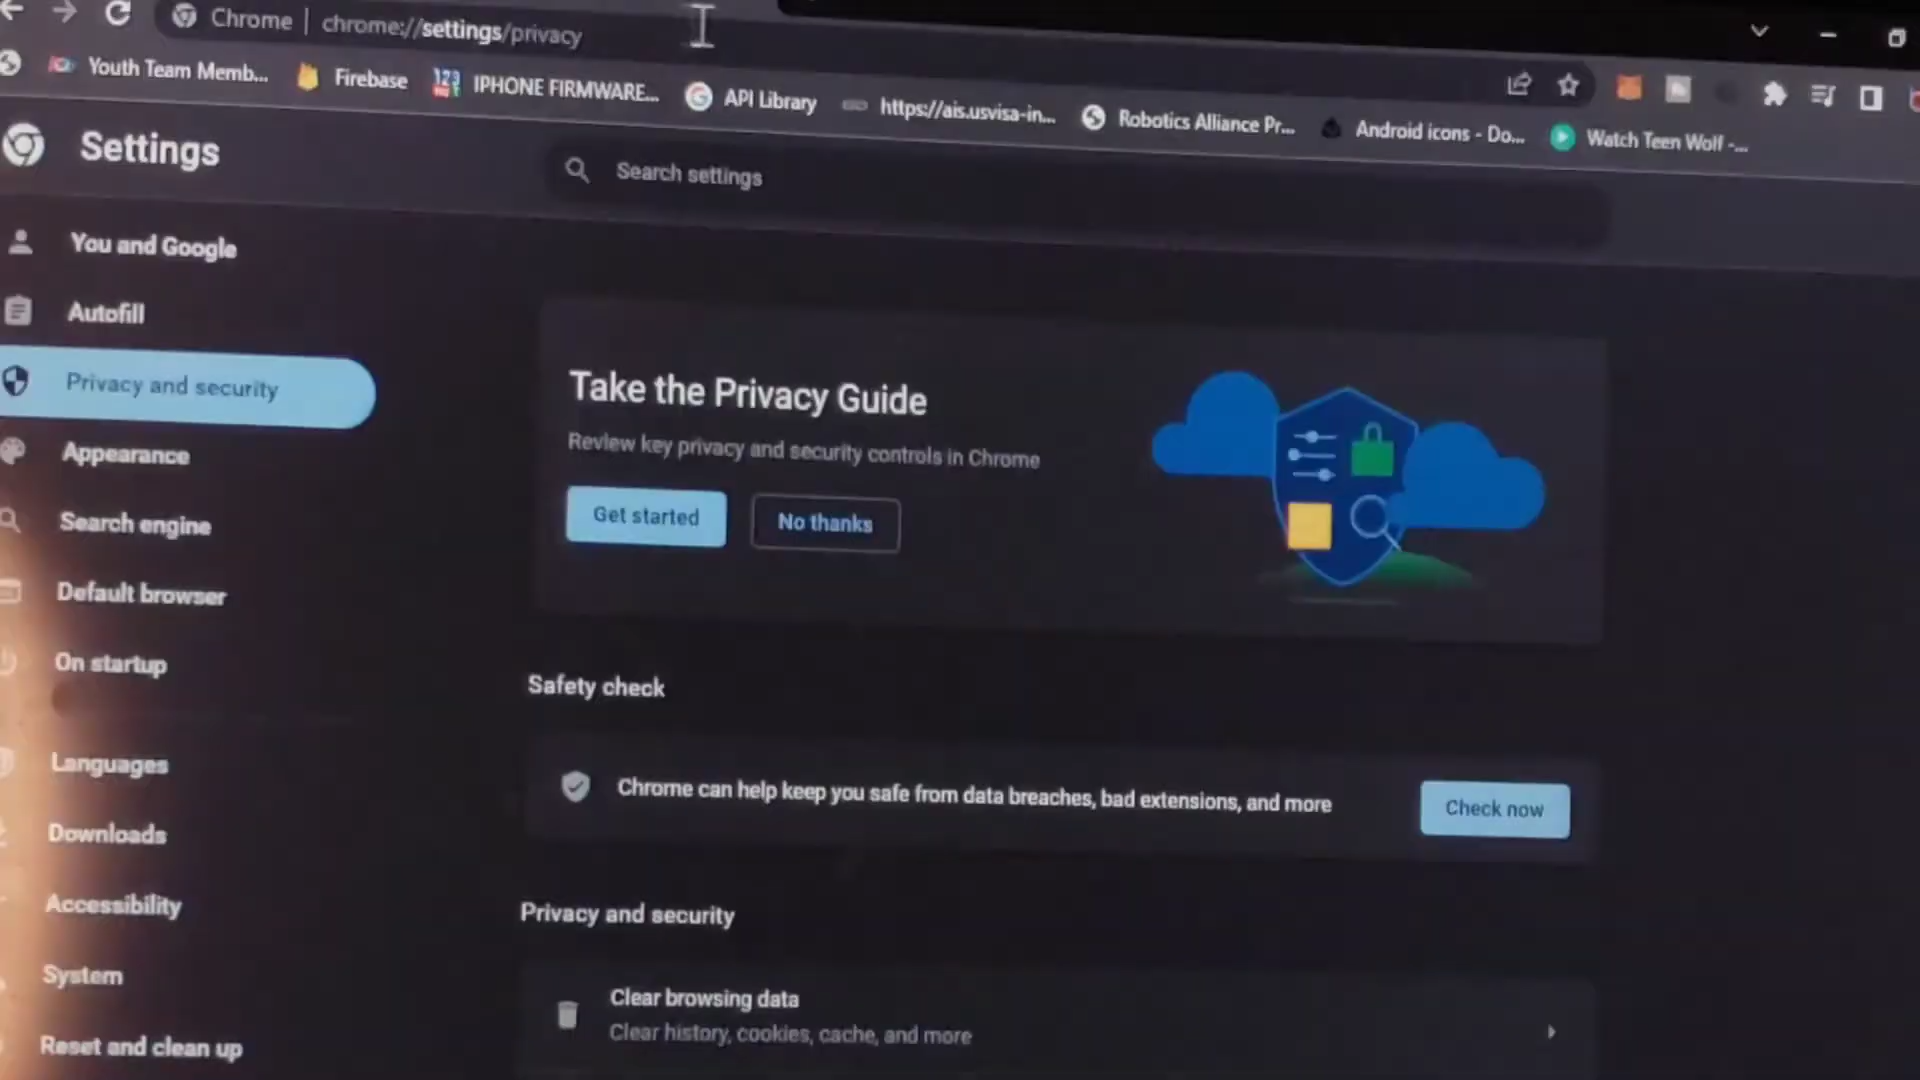 Chrome | chrome://settings/privacy
Youth Team Memb...
Firebase
123
IPHONE FIRMWARE...
API Library
https://ais.usvisa-in...
Robotics Alliance Pr...
Android icons - Do...
Watch Teen Wolf -...
Settings
Search settings
You and Google
Autofill
Privacy and security
Appearance
Search engine
Default browser
On startup
Languages
Downloads
Accessibility
System
Reset and clean up
Take the Privacy Guide
Review key privacy and security controls in Chrome
Get started
No thanks
Safety check
Chrome can help keep you safe from data breaches, bad extensions, and more
Check now
Privacy and security
Clear browsing data
Clear history, cookies, cache, and more